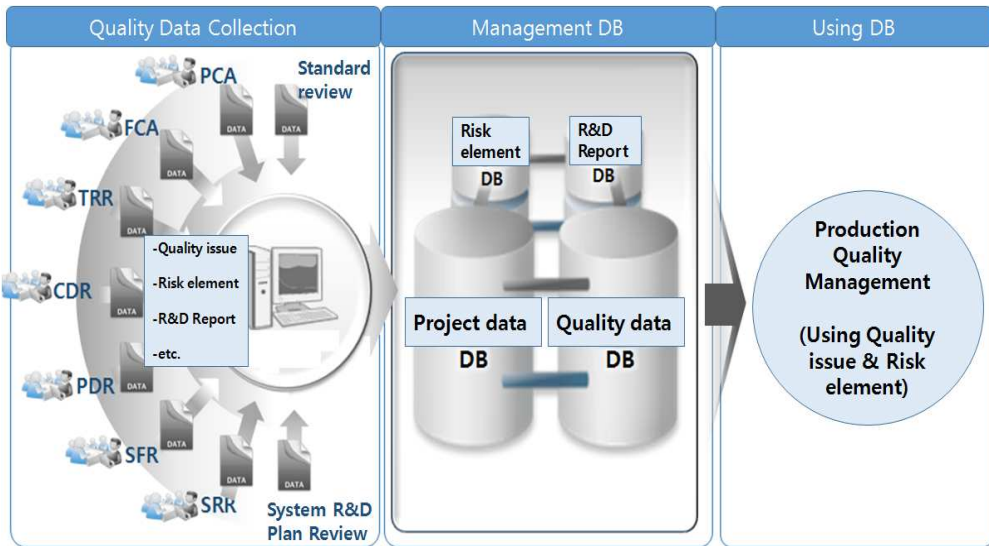 Quality Data Collection
Management DB
Using DB
PCA
Standard
review
FCA
TRR
CDR
PDR
SFR
SRR
System R&D
Plan Review
DATA
DATA
DATA
DATA
DATA
DATA
DATA
DATA
DATA
-Quality issue
-Risk element
-R&D Report
-etc.
Risk
element
DB
R&D
Report
DB
Project data
DB
Quality data
DB
Production
Quality
Management
(Using Quality
issue & Risk
element)